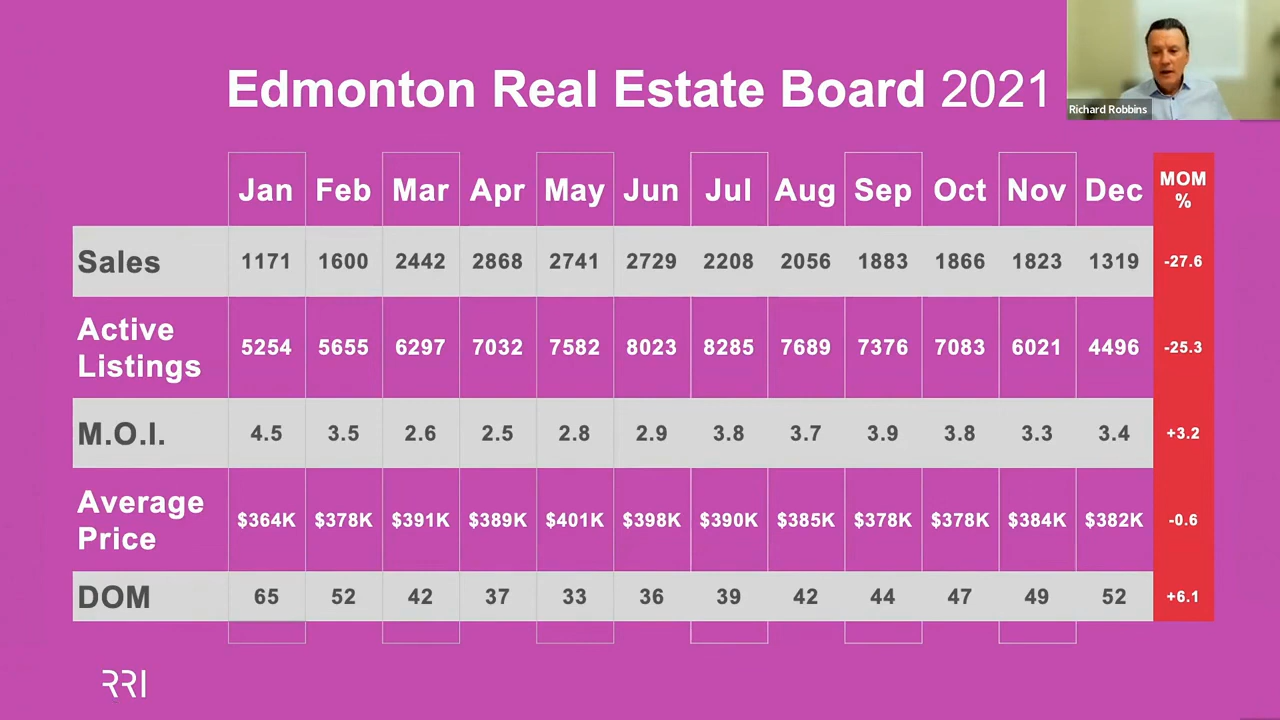 Edmonton Real Estate Board 2021
Richard Robbins
Jan Feb Mar Apr May Jun Jul Aug Sep Oct Nov Dec MOM %
Sales 1171 1600 2442 2868 2741 2729 2208 2056 1883 1866 1823 1319 -27.6
Active Listings 5254 5655 6297 7032 7582 8023 8285 7689 7376 7083 6021 4496 -25.3
M.O.I. 4.5 3.5 2.6 2.5 2.8 2.9 3.8 3.7 3.9 3.8 3.3 3.4 +3.2
Average Price $364K $378K $391K $389K $401K $398K $390K $385K $378K $378K $384K $382K -0.6
DOM 65 52 42 37 33 36 39 42 44 47 49 52 +6.1
RRI